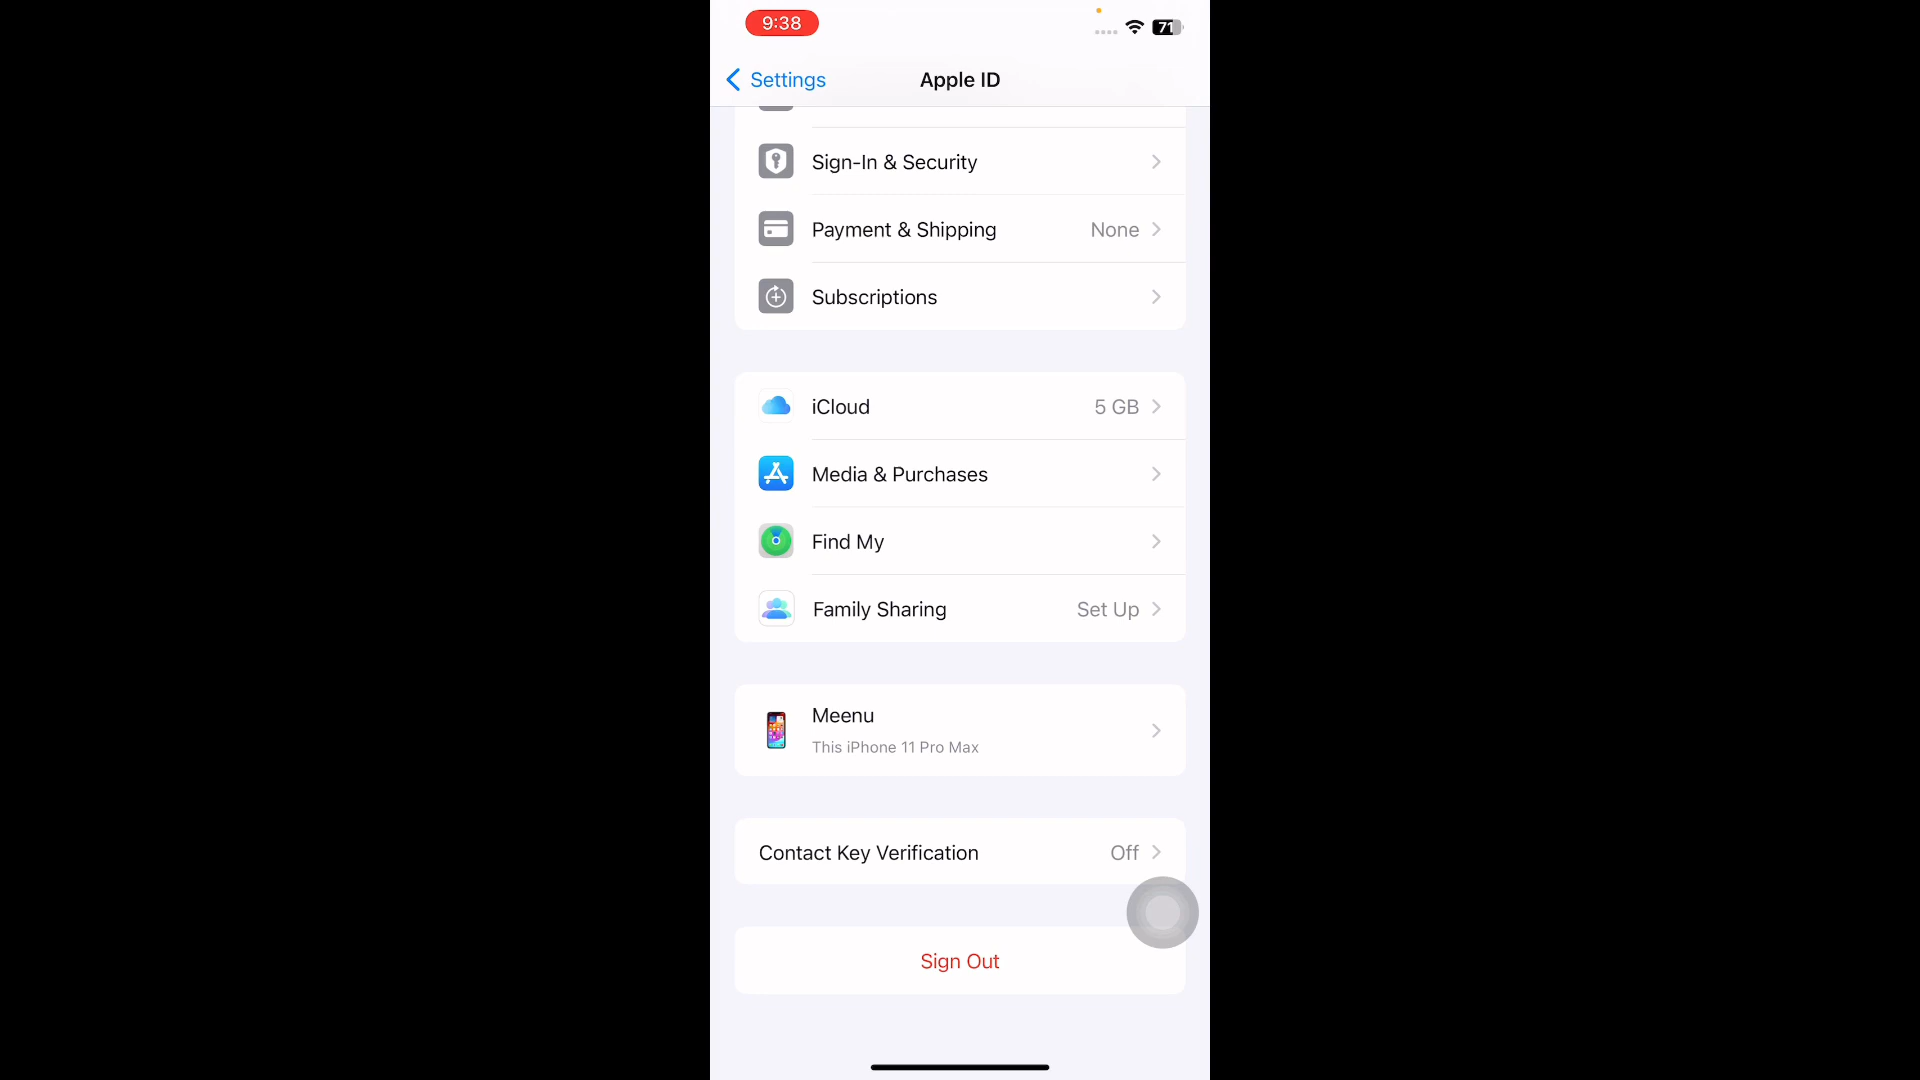 9:38
71
Settings
Apple ID
Sign-In & Security
Payment & Shipping None
Subscriptions
iCloud 5 GB
Media & Purchases
Find My
Family Sharing Set Up
Meenu
This iPhone 11 Pro Max
Contact Key Verification Off
Sign Out